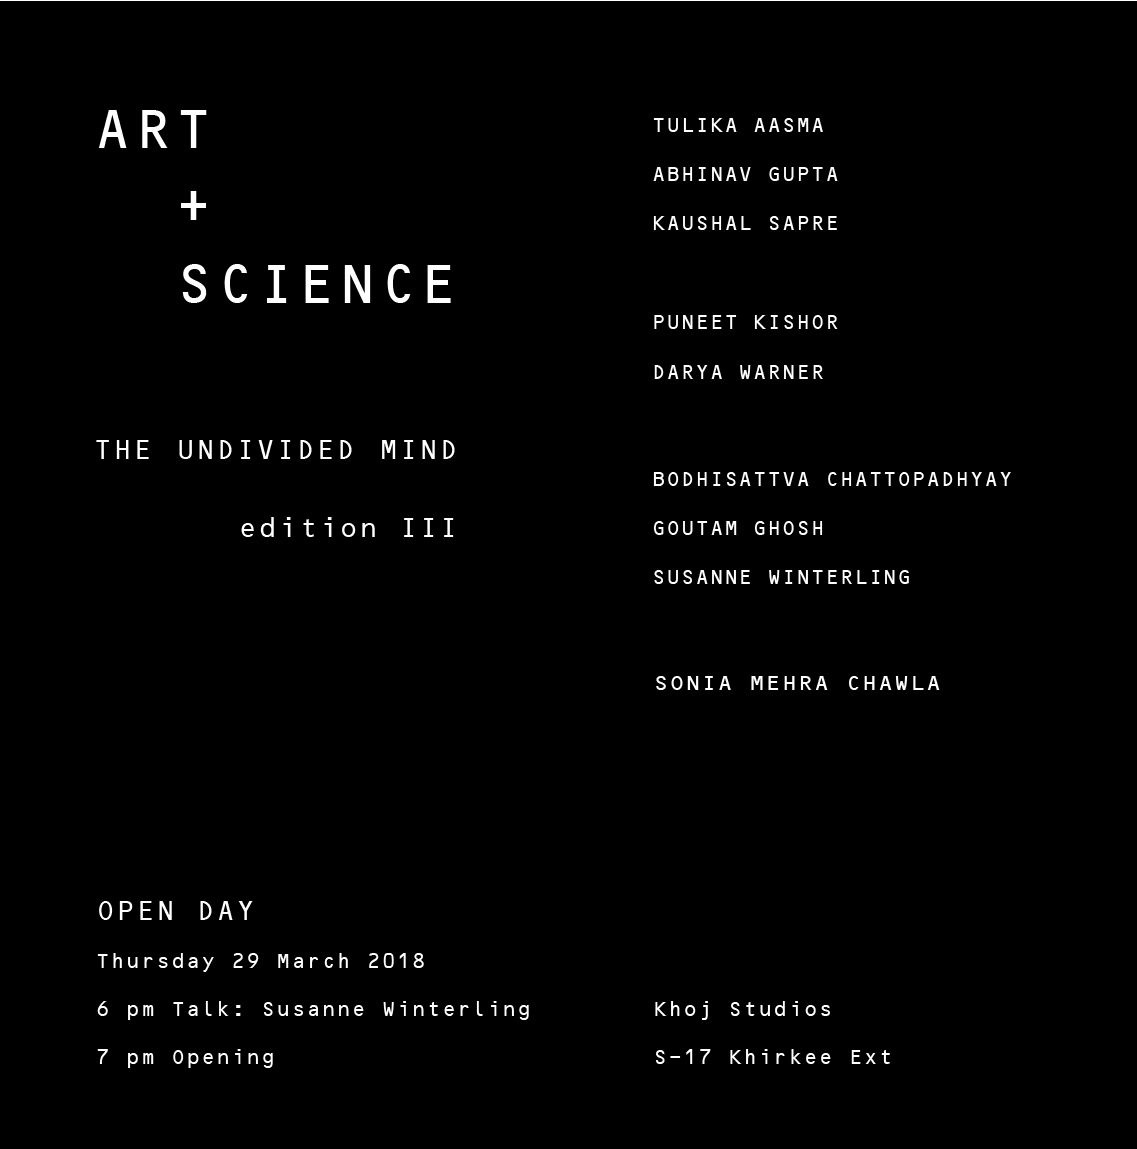 ART
+
SCIENCE
THE UNDIVIDED MIND
edition III
TULIKA AASMA
ABHINAV GUPTA
KAUSHAL SAPRE
PUNEET KISHOR
DARYA WARNER
BODHISATTVA CHATTOPADHYAY
GOUTAM GHOSH
SUSANNE WINTERLING
SONIA MEHRA CHAWLA
OPEN DAY
Thursday 29 March 2018
6 pm Talk: Susanne Winterling
7 pm Opening
Khoj Studios
S-17 Khirkee Ext